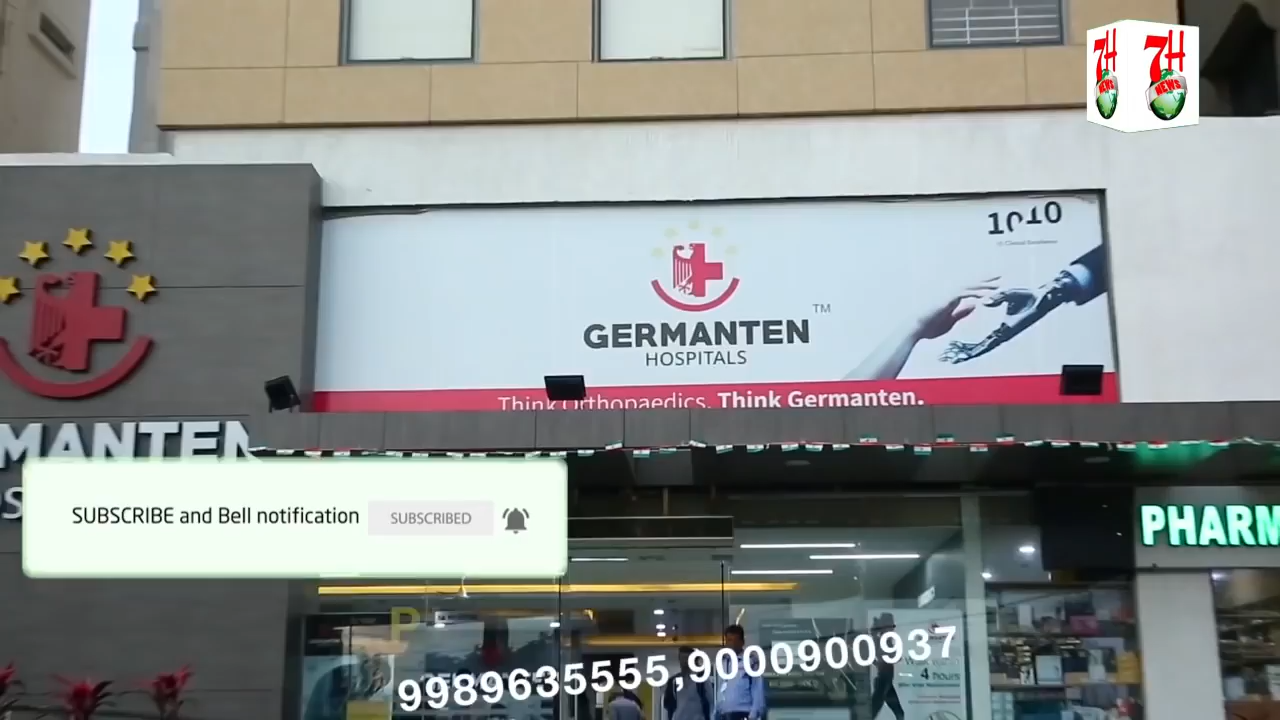 7H
NEWS
7H
NEWS
1010
GERMANTEN
TM
HOSPITALS
Think Orthopaedics. Think Germanten.
MANTEN
SUBSCRIBE and Bell notification
SUBSCRIBED
PHARM
P
4 hours
9989635555,9000900937